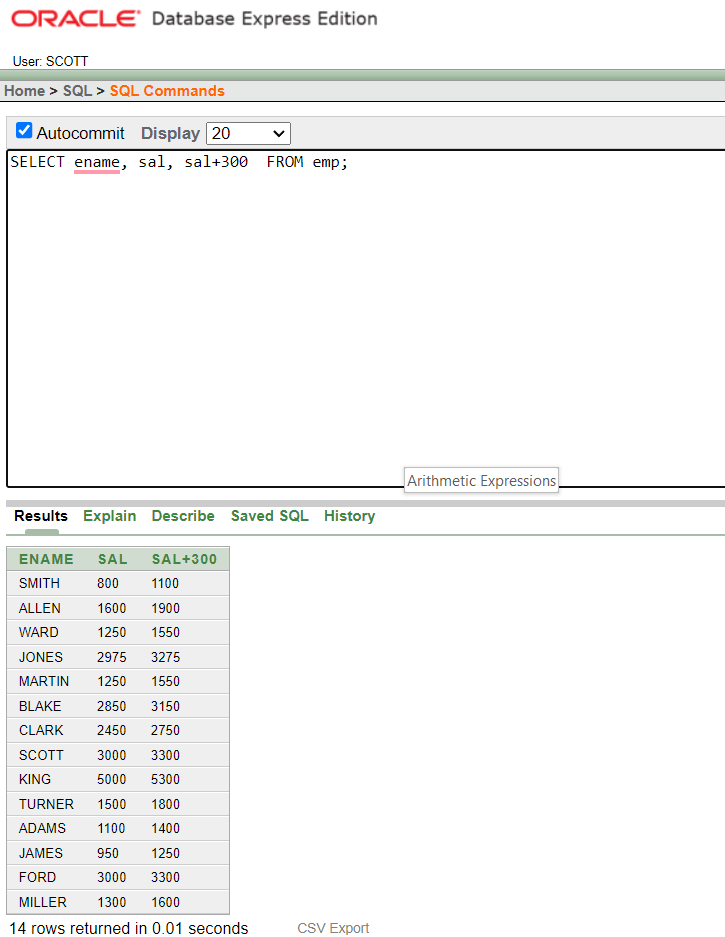 ORACLE® Database Express Edition
User: SCOTT
Home > SQL > SQL Commands
Autocommit Display 20
SELECT ename, sal, sal+300  FROM emp;
Arithmetic Expressions
Results Explain Describe Saved SQL History
ENAME SAL SAL+300
SMITH 800 1100
ALLEN 1600 1900
WARD 1250 1550
JONES 2975 3275
MARTIN 1250 1550
BLAKE 2850 3150
CLARK 2450 2750
SCOTT 3000 3300
KING 5000 5300
TURNER 1500 1800
ADAMS 1100 1400
JAMES 950 1250
FORD 3000 3300
MILLER 1300 1600
14 rows returned in 0.01 seconds CSV Export